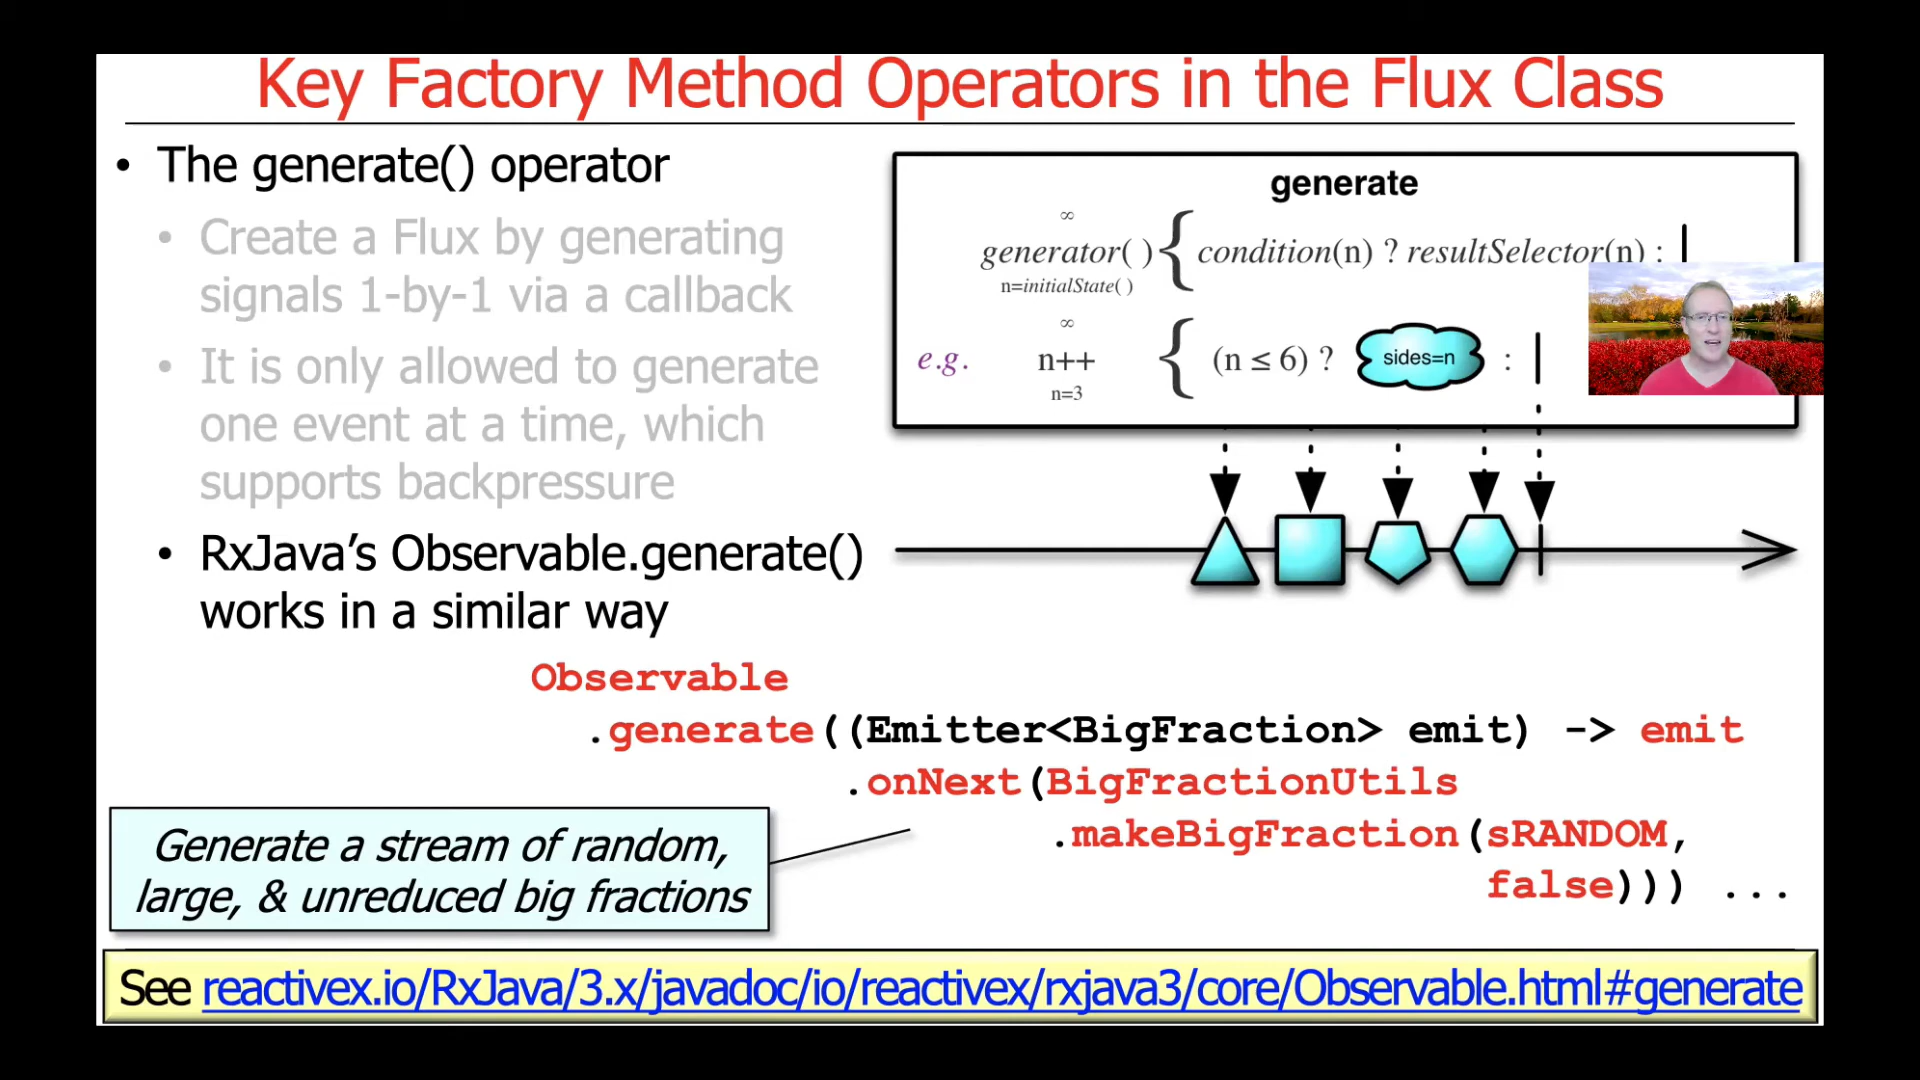 Key Factory Method Operators in the Flux Class
• The generate() operator
• Create a Flux by generating
signals 1-by-1 via a callback
• It is only allowed to generate
one event at a time, which
supports backpressure
• RxJava’s Observable.generate()
works in a similar way
generate
∞
generator( ) { condition(n) ? resultSelector(n) : |
n=initialState( )
∞
e.g. n++ { (n ≤ 6) ? sides=n : |
n=3
Observable
.generate((Emitter<BigFraction> emit) -> emit
.onNext(BigFractionUtils
.makeBigFraction(sRANDOM,
false))) ...
Generate a stream of random,
large, & unreduced big fractions
See reactivex.io/RxJava/3.x/javadoc/io/reactivex/rxjava3/core/Observable.html#generate